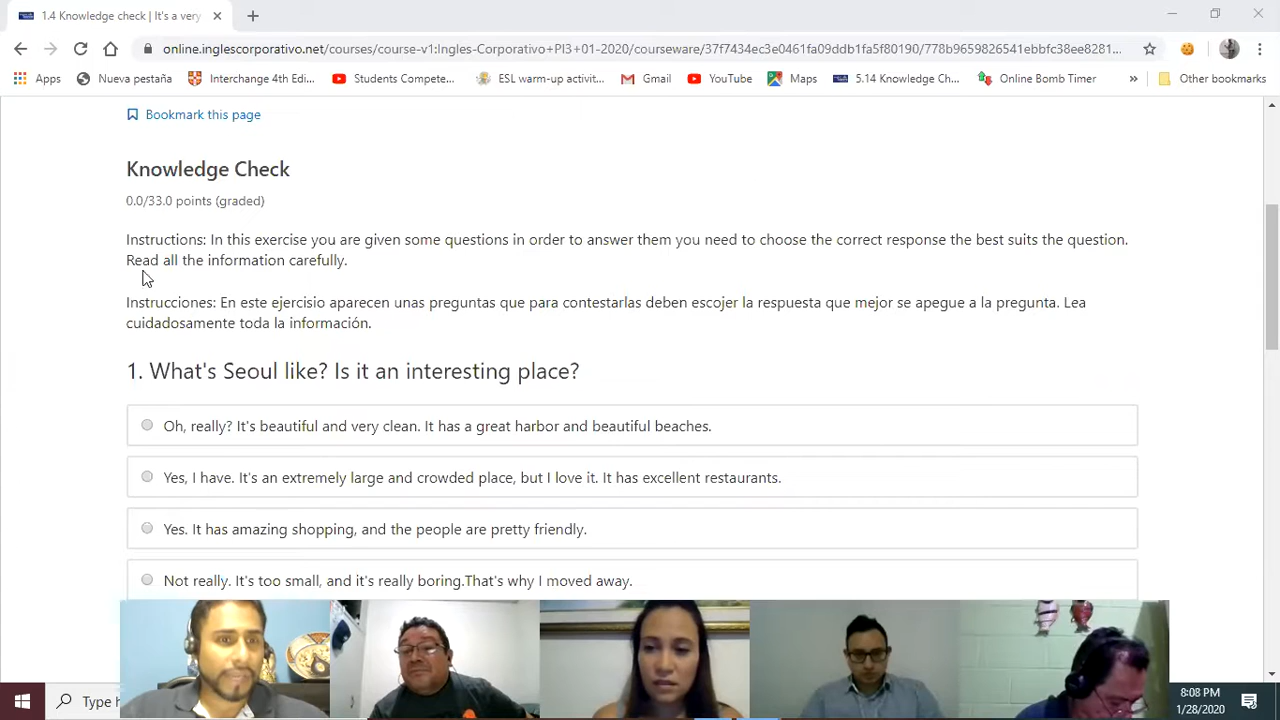 1.4 Knowledge check | It's a very
online.inglescorporativo.net/courses/course-v1:Ingles-Corporativo+PI3+01-2020/courseware/37f7434ec3e0461fa09ddb1fa5f80190/778b9659826541ebbfc38ee8281...
Apps Nueva pestaña Interchange 4th Edi... Students Compete... ESL warm-up activit... Gmail YouTube Maps 5.14 Knowledge Ch... Online Bomb Timer » Other bookmarks
Bookmark this page
Knowledge Check
0.0/33.0 points (graded)
Instructions: In this exercise you are given some questions in order to answer them you need to choose the correct response the best suits the question.
Read all the information carefully.
Instrucciones: En este ejercisio aparecen unas preguntas que para contestarlas deben escojer la respuesta que mejor se apegue a la pregunta. Lea
cuidadosamente toda la información.
1. What's Seoul like? Is it an interesting place?
Oh, really? It's beautiful and very clean. It has a great harbor and beautiful beaches.
Yes, I have. It's an extremely large and crowded place, but I love it. It has excellent restaurants.
Yes. It has amazing shopping, and the people are pretty friendly.
Not really. It's too small, and it's really boring.That's why I moved away.
Type h
8:08 PM
1/28/2020